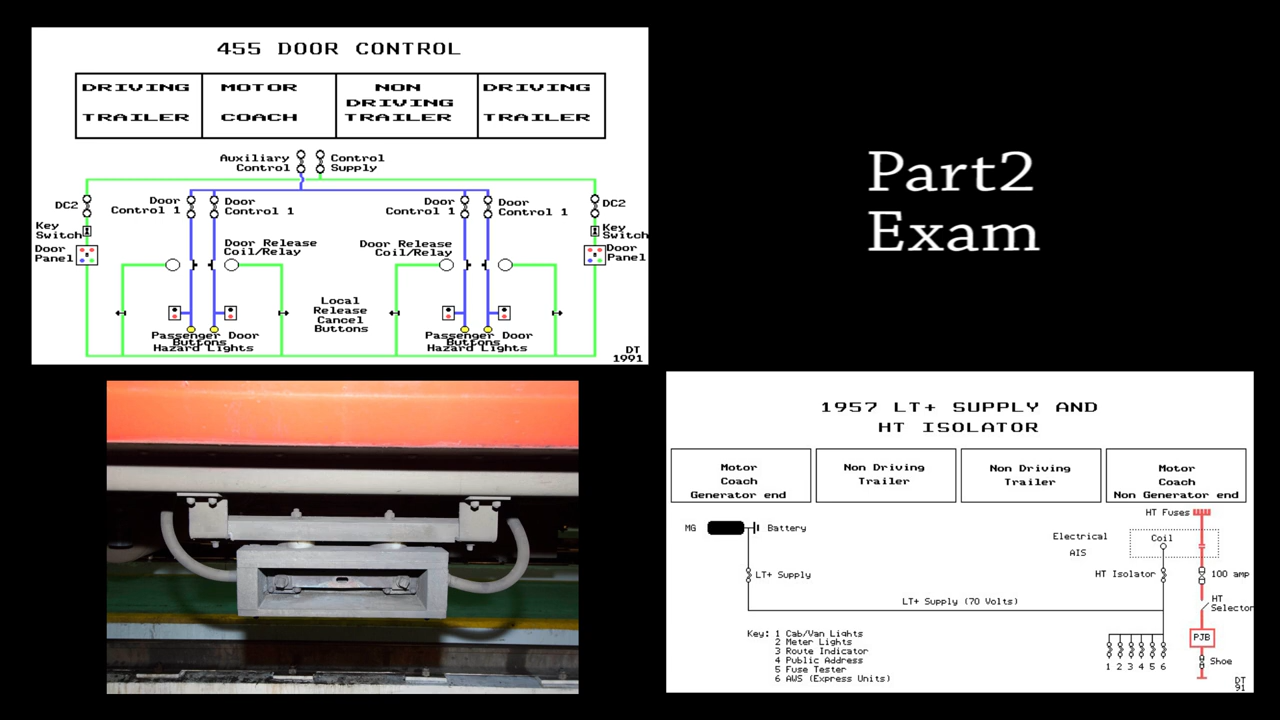 455 DOOR CONTROL
DRIVING TRAILER
MOTOR COACH
NON DRIVING TRAILER
DRIVING TRAILER
Auxiliary Control
Control Supply
DC2
Key Switch
Door Panel
Door Control 1
Door Control 1
Door Control 1
Door Control 1
DC2
Key Switch
Door Panel
Door Release Coil/Relay
Door Release Coil/Relay
Local
Release
Cancel
Buttons
Passenger Door
Buttons
Hazard Lights
Passenger Door
Buttons
Hazard Lights
DT
1991
Part2
Exam
1957 LT+ SUPPLY AND
HT ISOLATOR
Motor
Coach
Generator end
Non Driving
Trailer
Non Driving
Trailer
Motor
Coach
Non Generator end
HT Fuses
MG
Battery
Electrical
AIS
Coil
LT+ Supply
HT Isolator
100 amp
LT+ Supply (70 Volts)
HT
Selector
PJB
Shoe
Key: 1 Cab/Van Lights
2 Meter Lights
3 Route Indicator
4 Public Address
5 Fuse Tester
6 AWS (Express Units)
1 2 3 4 5 6
DT
91